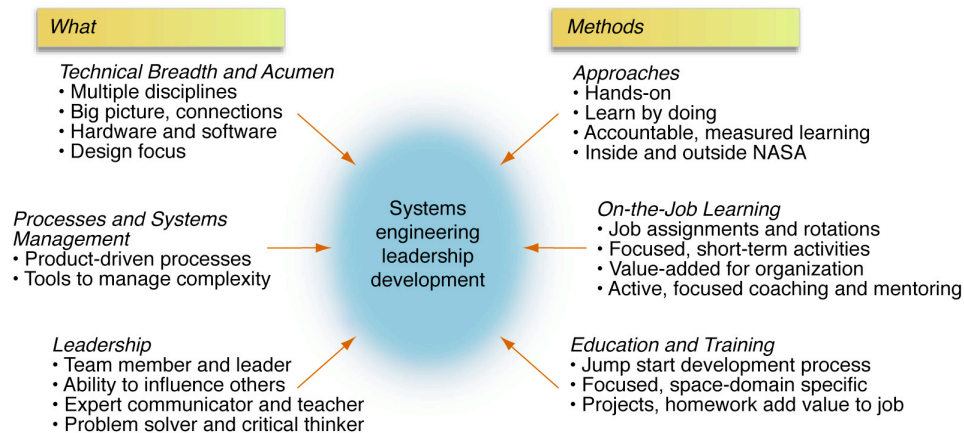 What
Technical Breadth and Acumen
• Multiple disciplines
• Big picture, connections
• Hardware and software
• Design focus
Processes and Systems
Management
• Product-driven processes
• Tools to manage complexity
Leadership
• Team member and leader
• Ability to influence others
• Expert communicator and teacher
• Problem solver and critical thinker
Systems
engineering
leadership
development
Methods
Approaches
• Hands-on
• Learn by doing
• Accountable, measured learning
• Inside and outside NASA
On-the-Job Learning
• Job assignments and rotations
• Focused, short-term activities
• Value-added for organization
• Active, focused coaching and mentoring
Education and Training
• Jump start development process
• Focused, space-domain specific
• Projects, homework add value to job